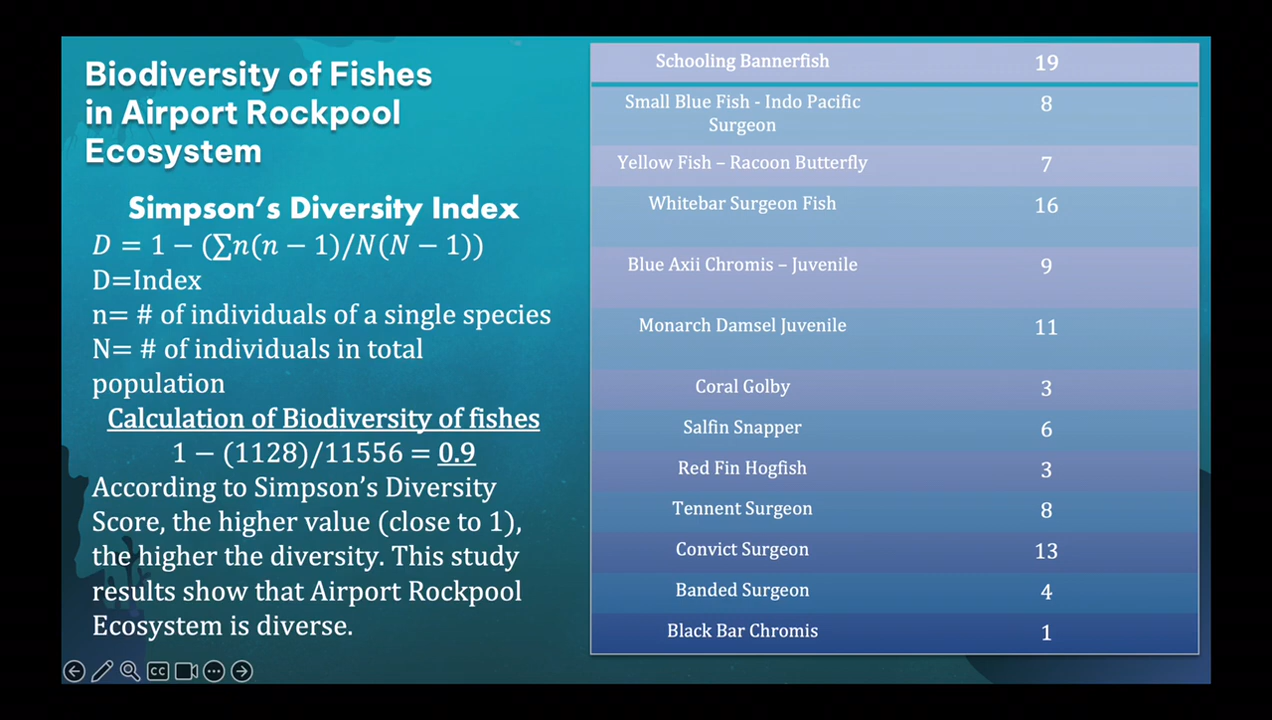 Biodiversity of Fishes
in Airport Rockpool
Ecosystem
Simpson's Diversity Index
D = 1 − (∑n(n − 1)/N(N − 1))
D=Index
n= # of individuals of a single species
N= # of individuals in total
population
Calculation of Biodiversity of fishes
1 − (1128)/11556 = 0.9
According to Simpson's Diversity
Score, the higher value (close to 1),
the higher the diversity. This study
results show that Airport Rockpool
Ecosystem is diverse.
Schooling Bannerfish 19
Small Blue Fish - Indo Pacific 8
Surgeon
Yellow Fish – Racoon Butterfly 7
Whitebar Surgeon Fish 16
Blue Axii Chromis – Juvenile 9
Monarch Damsel Juvenile 11
Coral Golby 3
Salfin Snapper 6
Red Fin Hogfish 3
Tennent Surgeon 8
Convict Surgeon 13
Banded Surgeon 4
Black Bar Chromis 1
CC